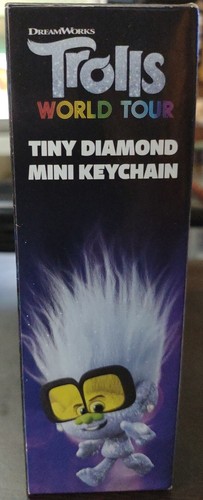 DREAMWORKS
Trolls
WORLD TOUR
TINY DIAMOND
MINI KEYCHAIN